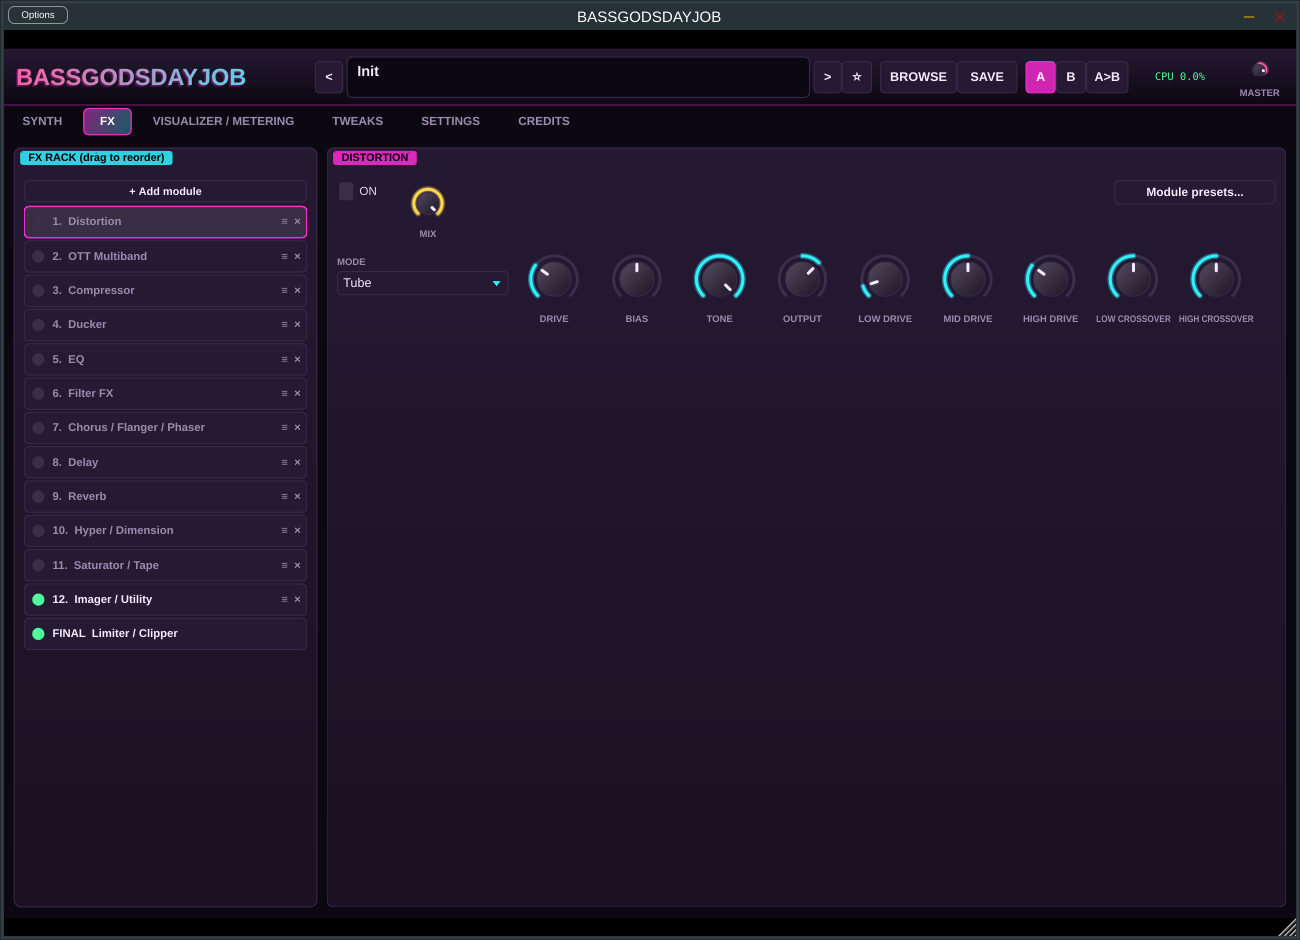 Options
BASSGODSDAYJOB
BASSGODSDAYJOB
<
Init
>
☆
BROWSE
SAVE
A
B
A>B
CPU 0.0%
MASTER
SYNTH
FX
VISUALIZER / METERING
TWEAKS
SETTINGS
CREDITS
FX RACK (drag to reorder)
+ Add module
1. Distortion ≡ ×
2. OTT Multiband ≡ ×
3. Compressor ≡ ×
4. Ducker ≡ ×
5. EQ ≡ ×
6. Filter FX ≡ ×
7. Chorus / Flanger / Phaser ≡ ×
8. Delay ≡ ×
9. Reverb ≡ ×
10. Hyper / Dimension ≡ ×
11. Saturator / Tape ≡ ×
12. Imager / Utility ≡ ×
FINAL Limiter / Clipper
DISTORTION
ON
MIX
Module presets...
MODE
Tube
DRIVE
BIAS
TONE
OUTPUT
LOW DRIVE
MID DRIVE
HIGH DRIVE
LOW CROSSOVER
HIGH CROSSOVER